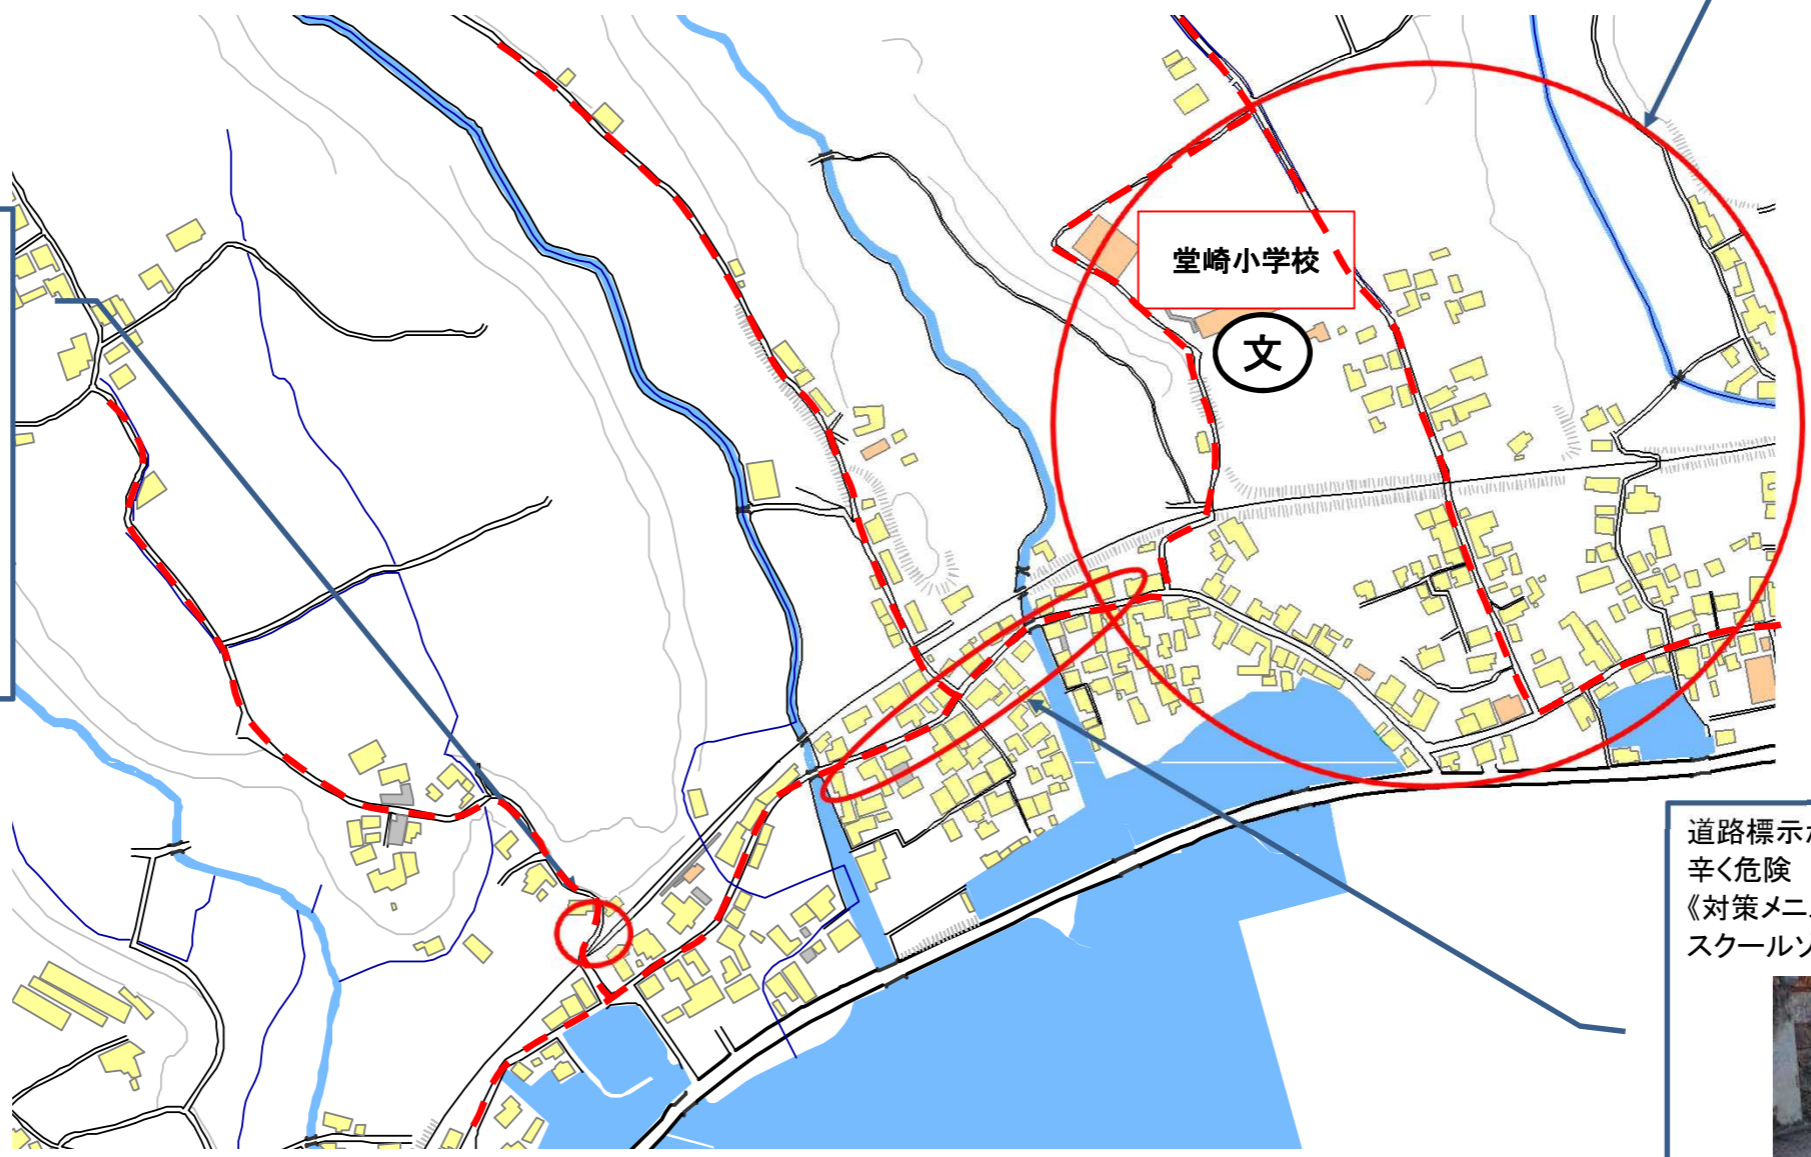 堂崎小学校
文
道路標示
辛く危険
《対策メニ
スクールゾ